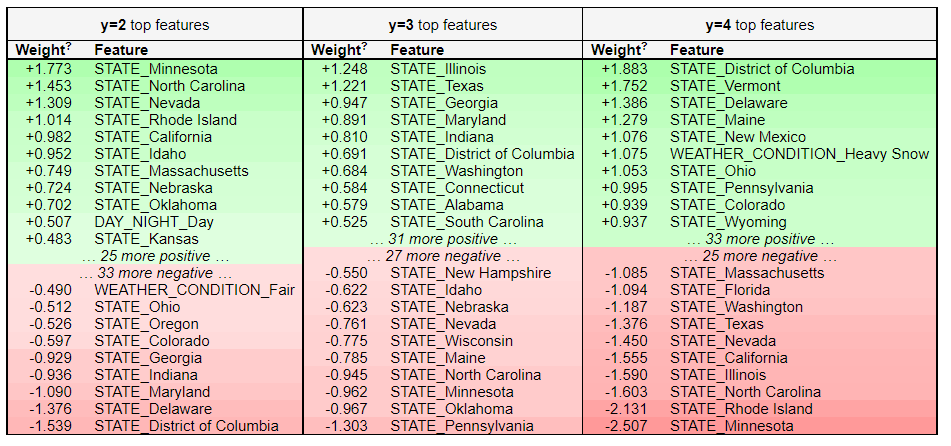 y=2 top features y=3 top features y=4 top features
Weight? Feature Weight? Feature Weight? Feature
+1.773 STATE_Minnesota +1.248 STATE_Illinois +1.883 STATE_District of Columbia
+1.453 STATE_North Carolina +1.221 STATE_Texas +1.752 STATE_Vermont
+1.309 STATE_Nevada +0.947 STATE_Georgia +1.386 STATE_Delaware
+1.014 STATE_Rhode Island +0.891 STATE_Maryland +1.279 STATE_Maine
+0.982 STATE_California +0.810 STATE_Indiana +1.076 STATE_New Mexico
+0.952 STATE_Idaho +0.691 STATE_District of Columbia +1.075 WEATHER_CONDITION_Heavy Snow
+0.749 STATE_Massachusetts +0.684 STATE_Washington +1.053 STATE_Ohio
+0.724 STATE_Nebraska +0.584 STATE_Connecticut +0.995 STATE_Pennsylvania
+0.702 STATE_Oklahoma +0.579 STATE_Alabama +0.939 STATE_Colorado
+0.507 DAY_NIGHT_Day +0.525 STATE_South Carolina +0.937 STATE_Wyoming
+0.483 STATE_Kansas … 31 more positive … … 33 more positive …
… 25 more positive … … 27 more negative … … 25 more negative …
… 33 more negative … -0.550 STATE_New Hampshire -1.085 STATE_Massachusetts
-0.490 WEATHER_CONDITION_Fair -0.622 STATE_Idaho -1.094 STATE_Florida
-0.512 STATE_Ohio -0.623 STATE_Nebraska -1.187 STATE_Washington
-0.526 STATE_Oregon -0.761 STATE_Nevada -1.376 STATE_Texas
-0.597 STATE_Colorado -0.775 STATE_Wisconsin -1.450 STATE_Nevada
-0.929 STATE_Georgia -0.785 STATE_Maine -1.555 STATE_California
-0.936 STATE_Indiana -0.945 STATE_North Carolina -1.590 STATE_Illinois
-1.090 STATE_Maryland -0.962 STATE_Minnesota -1.603 STATE_North Carolina
-1.376 STATE_Delaware -0.967 STATE_Oklahoma -2.131 STATE_Rhode Island
-1.539 STATE_District of Columbia -1.303 STATE_Pennsylvania -2.507 STATE_Minnesota